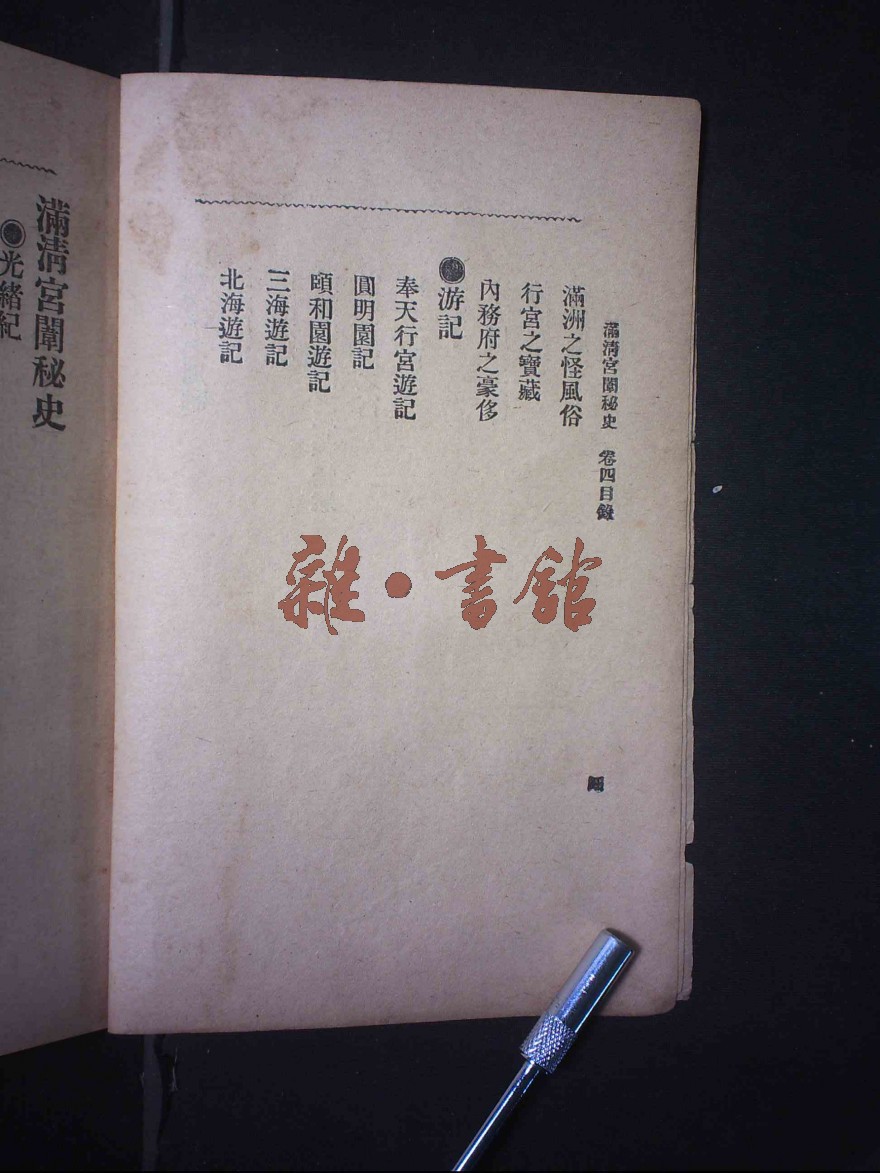 滿清宮闈秘史 卷四目錄
四
滿洲之怪風俗
行宮之寶藏
內務府之豪侈
●游記
奉天行宮遊記
圓明園記
頤和園遊記
三海遊記
北海遊記
雜·書館
滿清宮闈秘史
●光緒紀